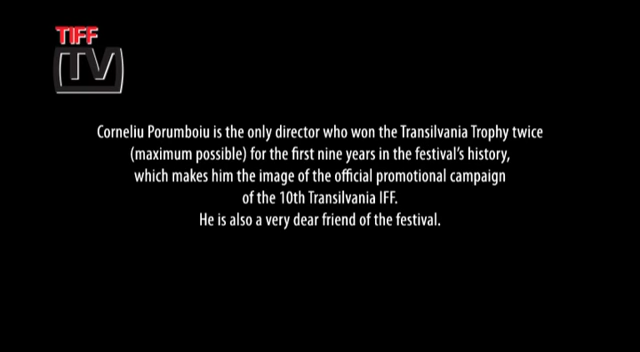 TIFF
TV
Corneliu Porumboiu is the only director who won the Transilvania Trophy twice
(maximum possible) for the first nine years in the festival's history,
which makes him the image of the official promotional campaign
of the 10th Transilvania IFF.
He is also a very dear friend of the festival.